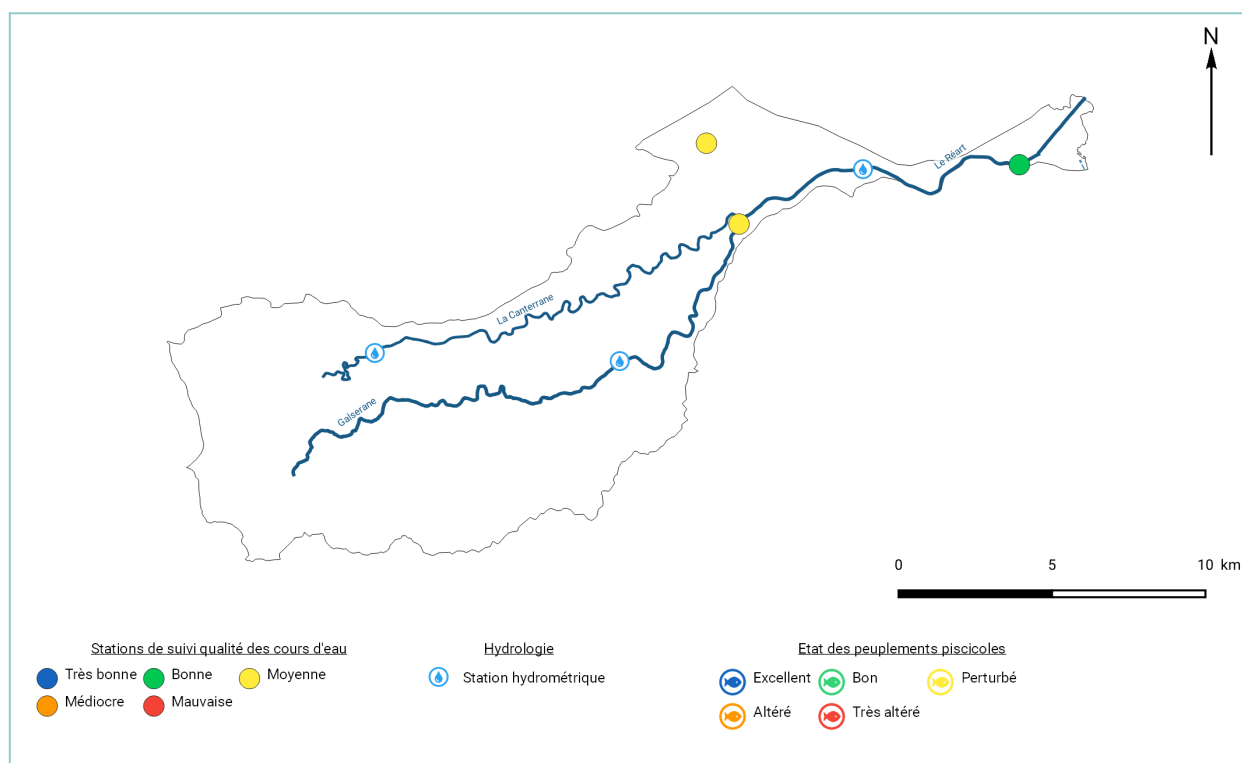 N
Le Réart
La Canterrane
Galserane
0 5 10 km
Stations de suivi qualité des cours d'eau
Très bonne Bonne Moyenne
Médiocre Mauvaise
Hydrologie
Station hydrométrique
Etat des peuplements piscicoles
Excellent Bon Perturbé
Altéré Très altéré